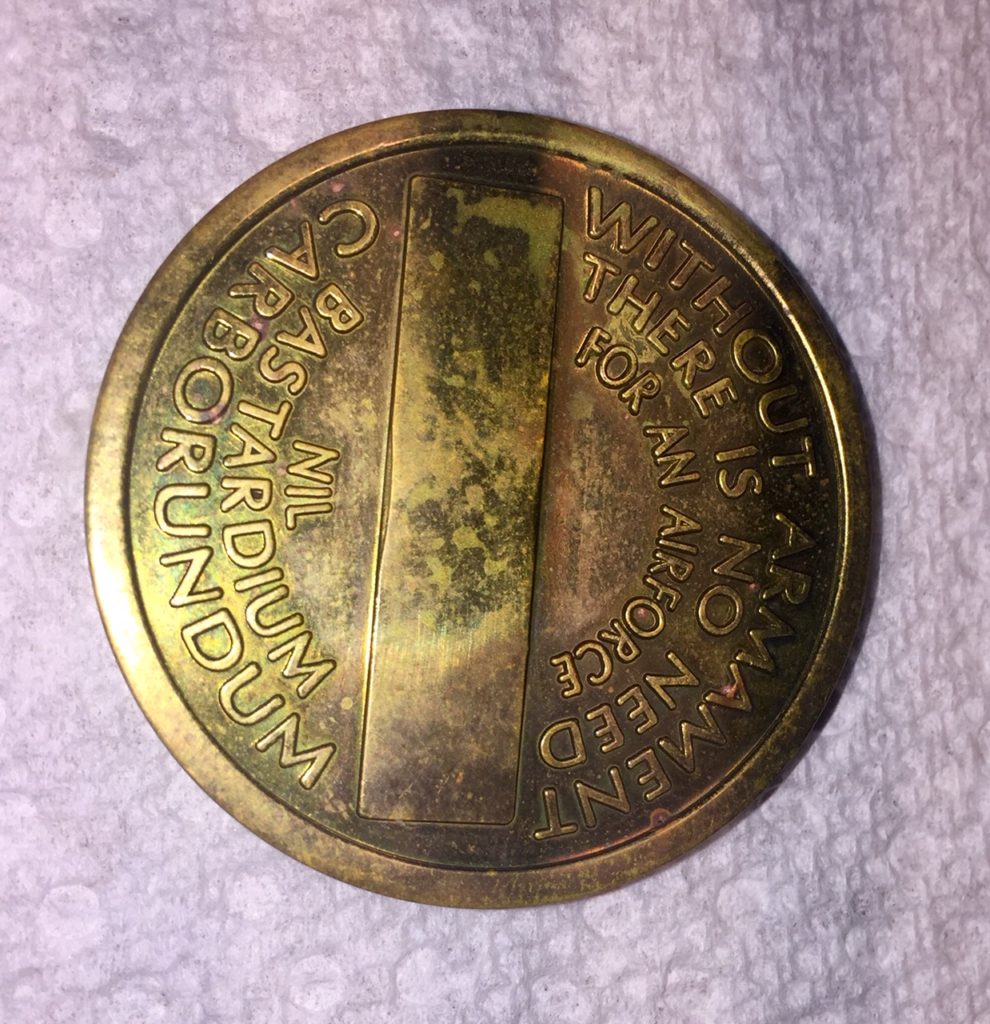 WITHOUT ARMAMENT
THERE IS NO NEED
FOR AN AIRFORCE
NIL
BASTARDIUM
CARBORUNDUM